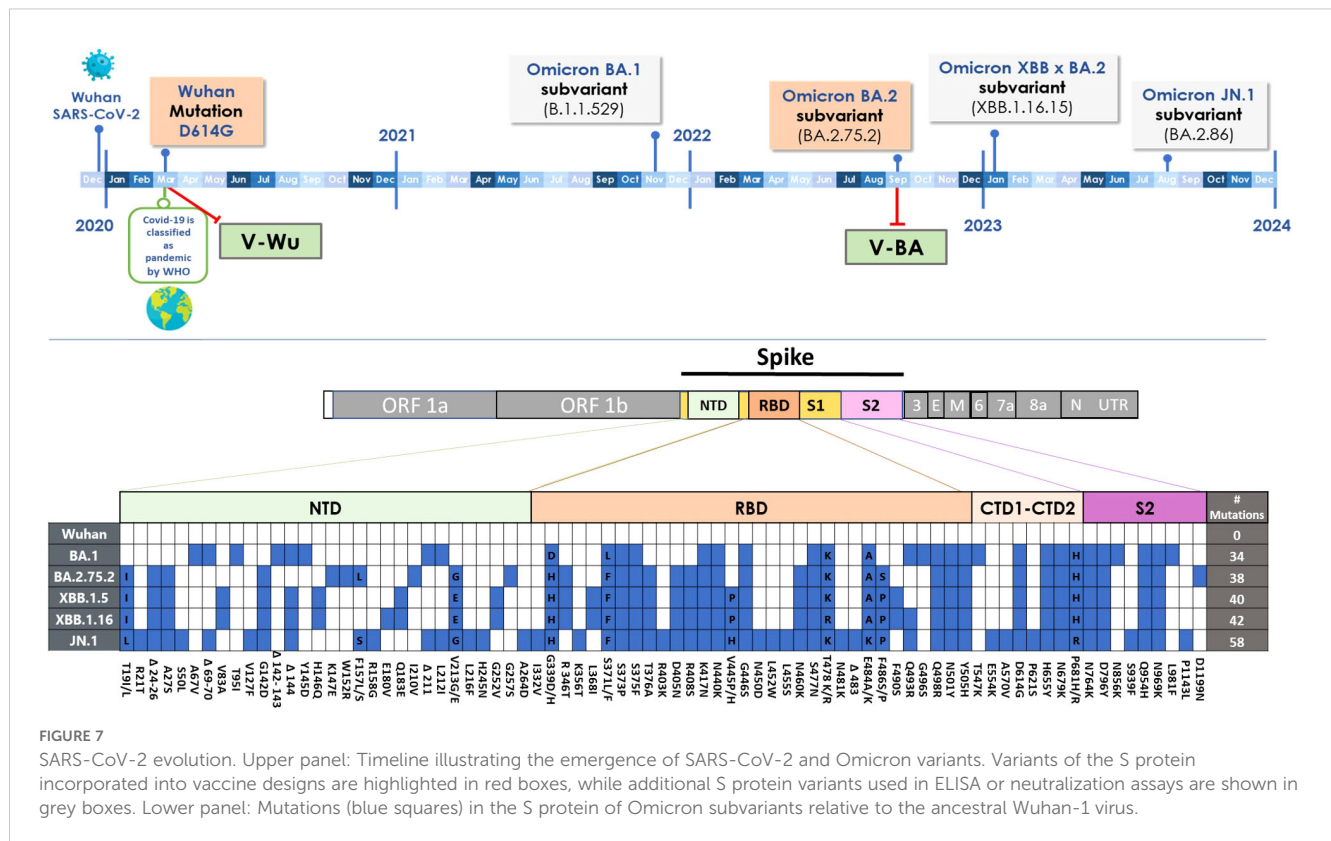 Wuhan
SARS-CoV-2
Wuhan
Mutation
D614G
2021
Omicron BA.1
subvariant
(B.1.1.529)
2022
Omicron BA.2
subvariant
(BA.2.75.2)
Omicron XBB x BA.2
subvariant
(XBB.1.16.15)
Omicron JN.1
subvariant
(BA.2.86)
Dec Jan Feb Mar Apr May Jun Jul Aug Sep Oct Nov Dec Jan Feb Mar Apr May Jun Jul Aug Sep Oct Nov Dec Jan Feb Mar Apr May Jun Jul Aug Sep Oct Nov Dec Jan Feb Mar Apr May Jun Jul Aug Sep Oct Nov Dec
2020
Covid-19 is
classified
as
pandemic
by WHO
V-Wu
V-BA
2023
2024
Spike
ORF 1a ORF 1b NTD RBD S1 S2 3 E M 6 7a 8a N UTR
NTD RBD CTD1-CTD2 S2 #
Mutations
Wuhan 0
BA.1 D L K A H 34
BA.2.75.2 I L G H F K A S H 38
XBB.1.5 I E H F P K A P H 40
XBB.1.16 I E H F P R A P H 42
JN.1 L S G H F H K K P R 58
T19I/L
R21T
Δ 24-26
A27S
S50L
A67V
Δ 69-70
V83A
T95I
V127F
G142D
Δ 142-143
Δ 144
Y145D
H146Q
K147E
W152R
F157L/S
R158G
E180V
Q183E
I210V
Δ 211
L212I
V213G/E
L216F
H245N
G252V
G257S
A264D
I332V
G339D/H
R 346T
K356T
L368I
S371L/F
S373P
S375F
T376A
R403K
D405N
R408S
K417N
N440K
V445P/H
G446S
N450D
L452W
L455S
N460K
S477N
T478 K/R
N481K
Δ 483
E484A/K
F486S/P
F490S
Q493R
G496S
Q498R
N501Y
Y505H
T547K
E554K
A570V
D614G
P621S
H655Y
N679K
P681H/R
N764K
D796Y
N856K
S939F
Q954H
N969K
L981F
P1143L
D1199N
FIGURE 7
SARS-CoV-2 evolution. Upper panel: Timeline illustrating the emergence of SARS-CoV-2 and Omicron variants. Variants of the S protein
incorporated into vaccine designs are highlighted in red boxes, while additional S protein variants used in ELISA or neutralization assays are shown in
grey boxes. Lower panel: Mutations (blue squares) in the S protein of Omicron subvariants relative to the ancestral Wuhan-1 virus.